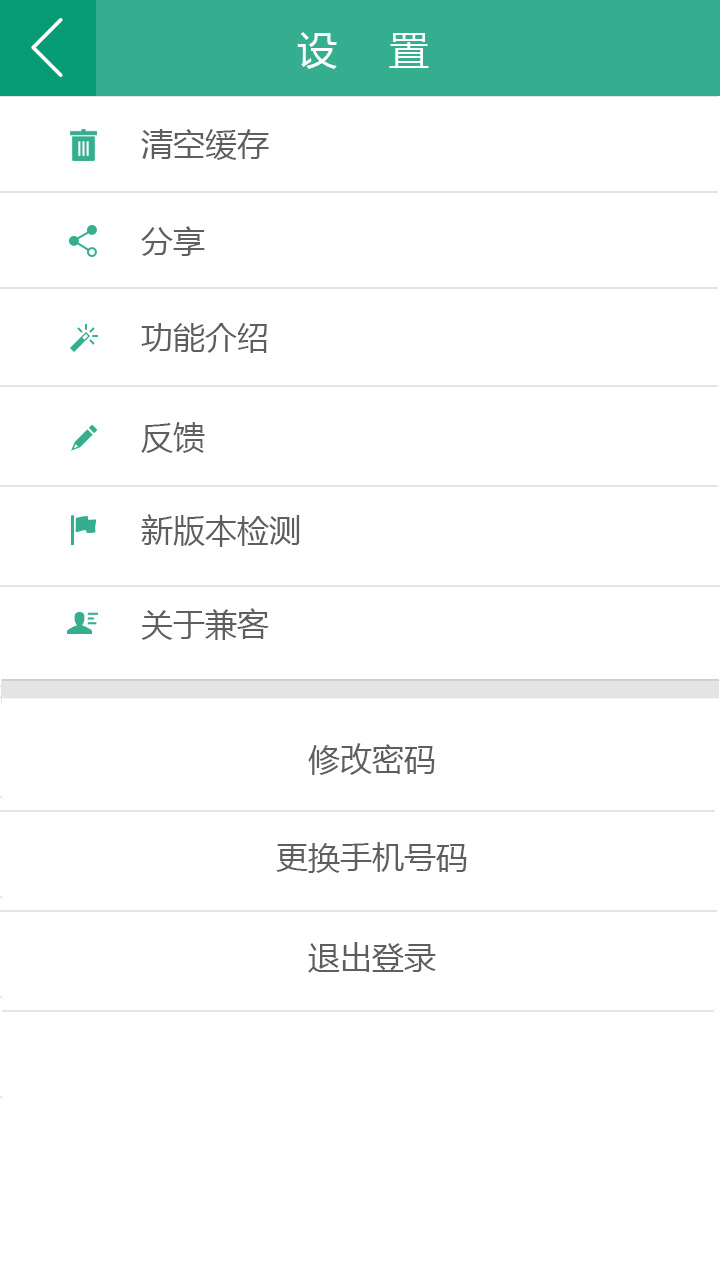 设 置
清空缓存
分享
功能介绍
反馈
新版本检测
关于兼客
修改密码
更换手机号码
退出登录